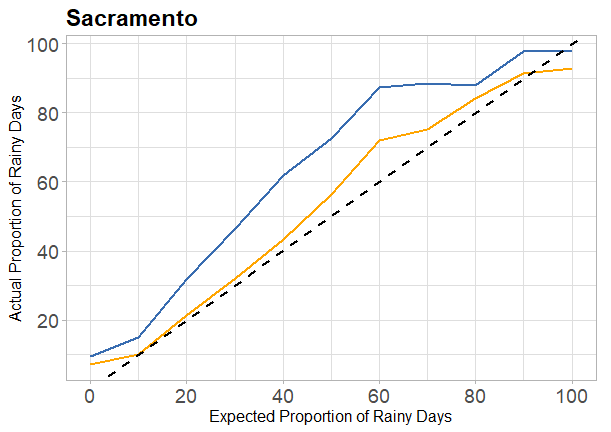 Sacramento
100
80
60
40
20
Actual Proportion of Rainy Days
0 20 40 60 80 100
Expected Proportion of Rainy Days